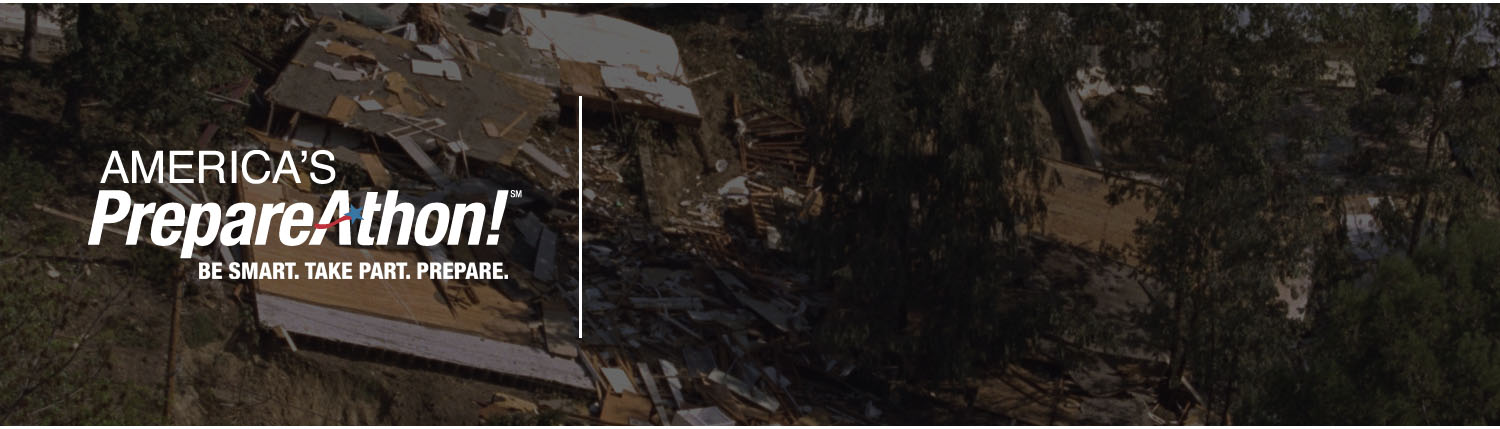 AMERICA'S
PrepareAthon! SM
BE SMART. TAKE PART. PREPARE.